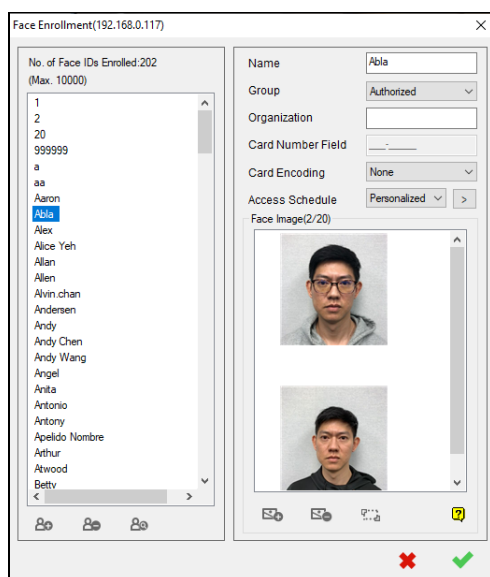 Face Enrollment(192.168.0.117)
No. of Face IDs Enrolled:202
(Max. 10000)
1
2
20
999999
a
aa
Aaron
Abla
Alex
Alice Yeh
Allan
Allen
Alvin.chan
Andersen
Andy
Andy Chen
Andy Wang
Angel
Anita
Antonio
Antony
Apelido Nombre
Arthur
Atwood
Betty
Name Abla
Group Authorized
Organization
Card Number Field ___-_____
Card Encoding None
Access Schedule Personalized >
Face Image(2/20)
?